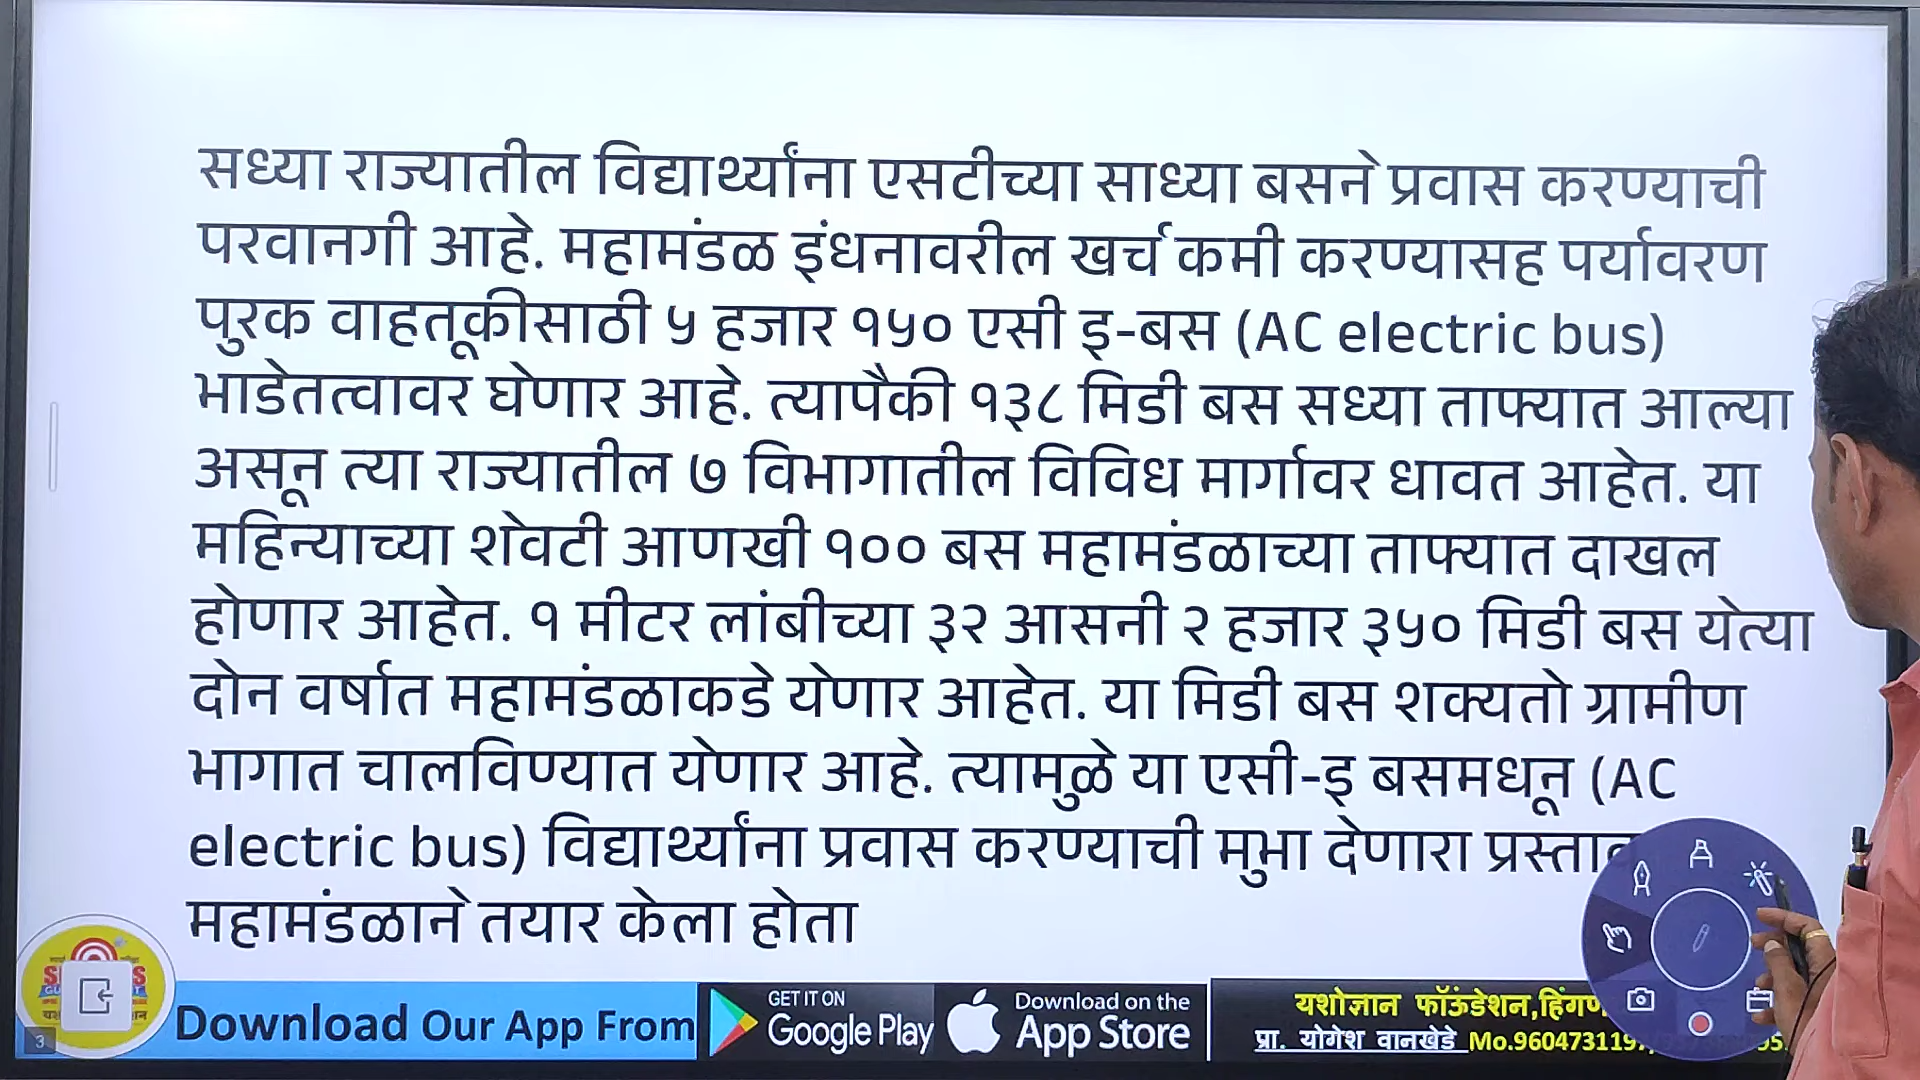 सध्या राज्यातील विद्यार्थ्यांना एसटीच्या साध्या बसने प्रवास करण्याची
परवानगी आहे. महामंडळ इंधनावरील खर्च कमी करण्यासह पर्यावरण
पुरक वाहतूकीसाठी ५ हजार १५० एसी इ-बस (AC electric bus)
भाडेतत्वावर घेणार आहे. त्यापैकी १३८ मिडी बस सध्या ताफ्यात आल्या
असून त्या राज्यातील ७ विभागातील विविध मार्गावर धावत आहेत. या
महिन्याच्या शेवटी आणखी १०० बस महामंडळाच्या ताफ्यात दाखल
होणार आहेत. १ मीटर लांबीच्या ३२ आसनी २ हजार ३५० मिडी बस येत्या
दोन वर्षात महामंडळाकडे येणार आहेत. या मिडी बस शक्यतो ग्रामीण
भागात चालविण्यात येणार आहे. त्यामुळे या एसी-इ बसमधून (AC
electric bus) विद्यार्थ्यांना प्रवास करण्याची मुभा देणारा
महामंडळाने तयार केला होता
3
Download Our App From
GET IT ON
Google Play
Download on the
App Store
यशोज्ञान फॉऊंडेशन,
प्रा. योगेश वानखेडे Mo.